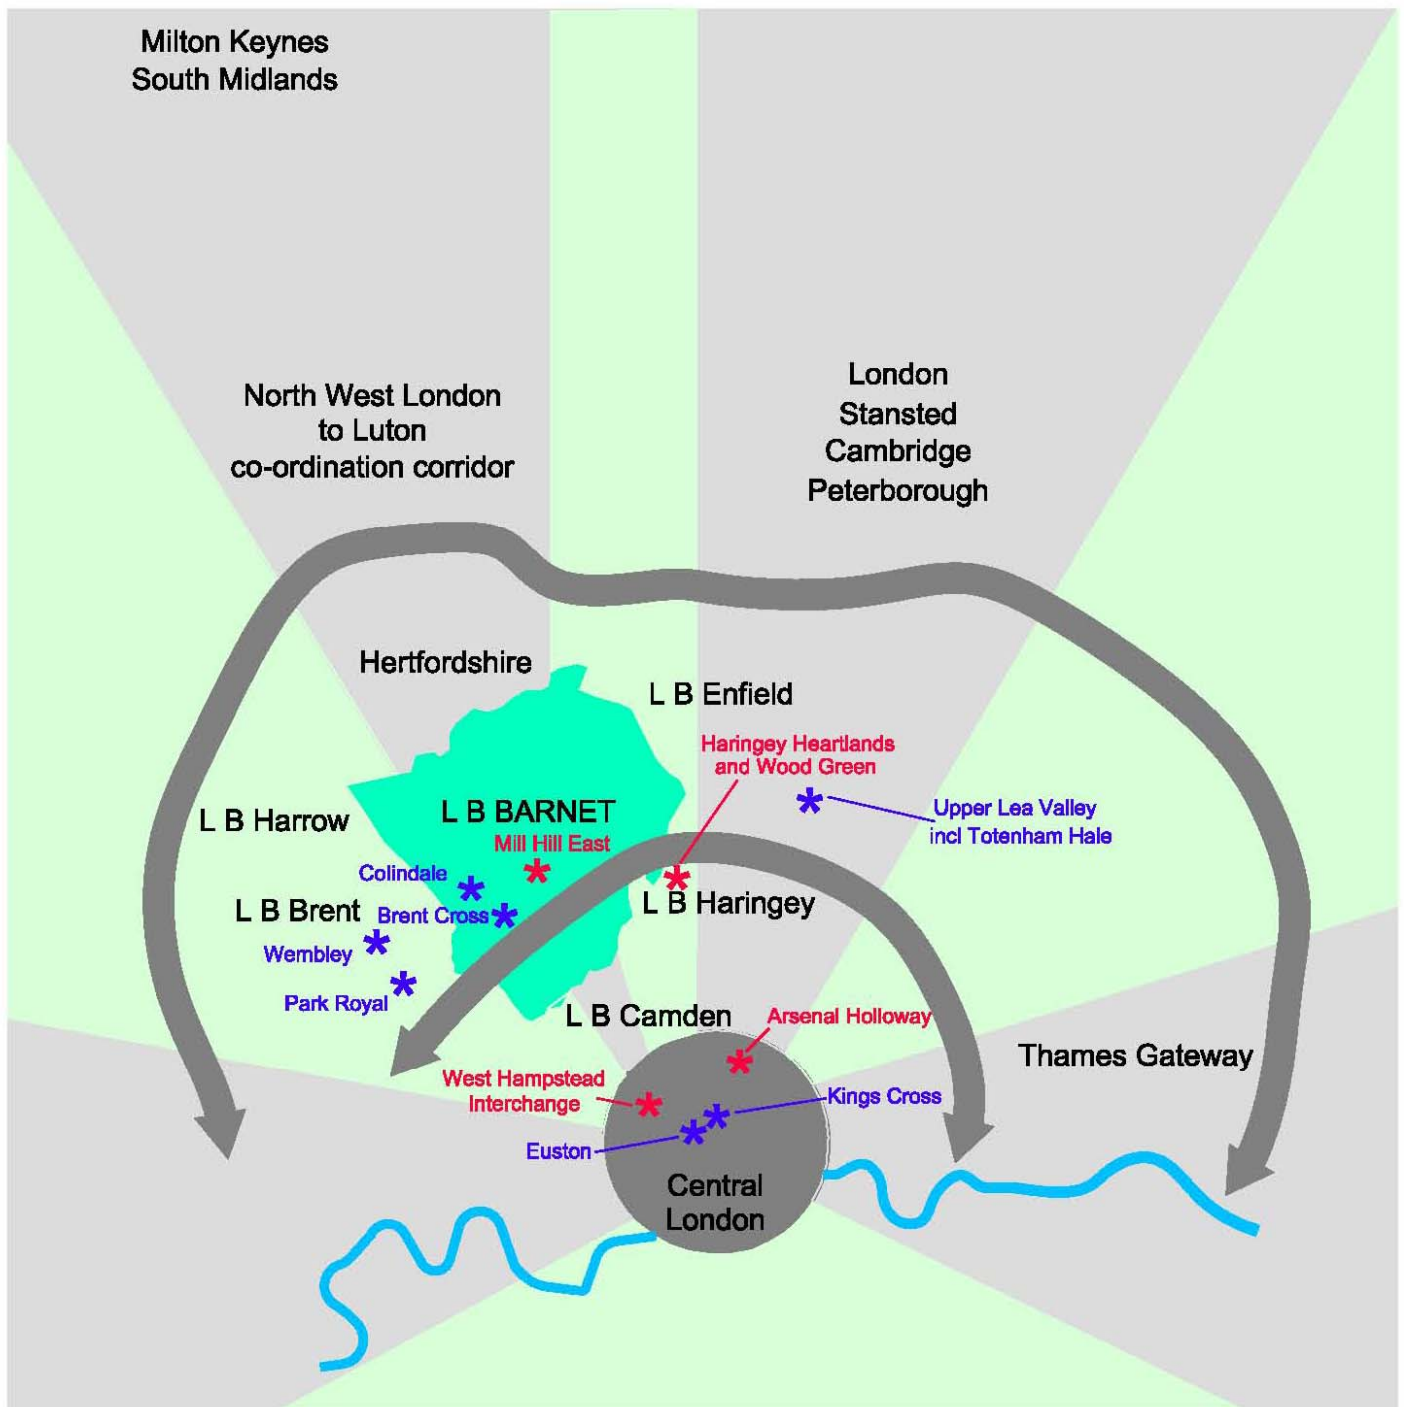 Milton Keynes
South Midlands
North West London
to Luton
co-ordination corridor
London
Stansted
Cambridge
Peterborough
Hertfordshire
L B Enfield
Haringey Heartlands
and Wood Green
L B Harrow
L B BARNET
Mill Hill East
Upper Lea Valley
incl Totenham Hale
Colindale
L B Brent
Brent Cross
L B Haringey
Wembley
Park Royal
L B Camden
Arsenal Holloway
Thames Gateway
West Hampstead
Interchange
Kings Cross
Euston
Central
London